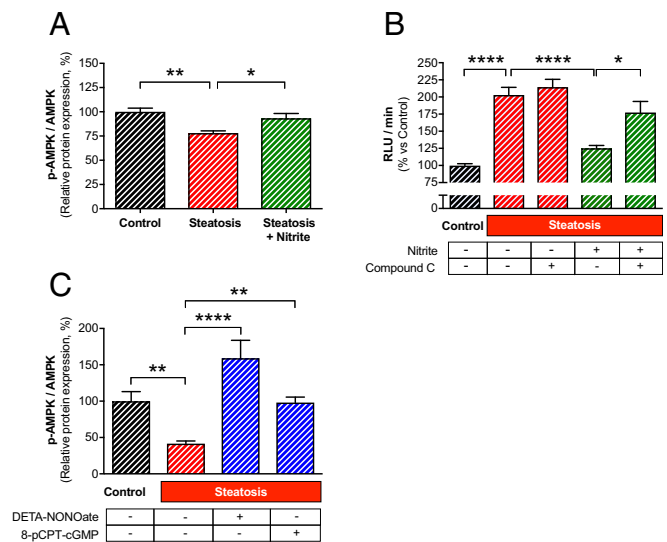 A
p-AMPK / AMPK
(Relative protein expression, %)
150
125
100
75
50
25
0
**
*
Control
Steatosis
Steatosis
+ Nitrite
B
RLU / min
(% vs Control)
250
225
200
175
150
125
100
75
0
****
****
*
Control
Steatosis
Nitrite - - - + +
Compound C - - + - +
C
p-AMPK / AMPK
(Relative protein expression, %)
200
150
100
50
0
**
****
**
Control
Steatosis
DETA-NONOate - - + -
8-pCPT-cGMP - - - +